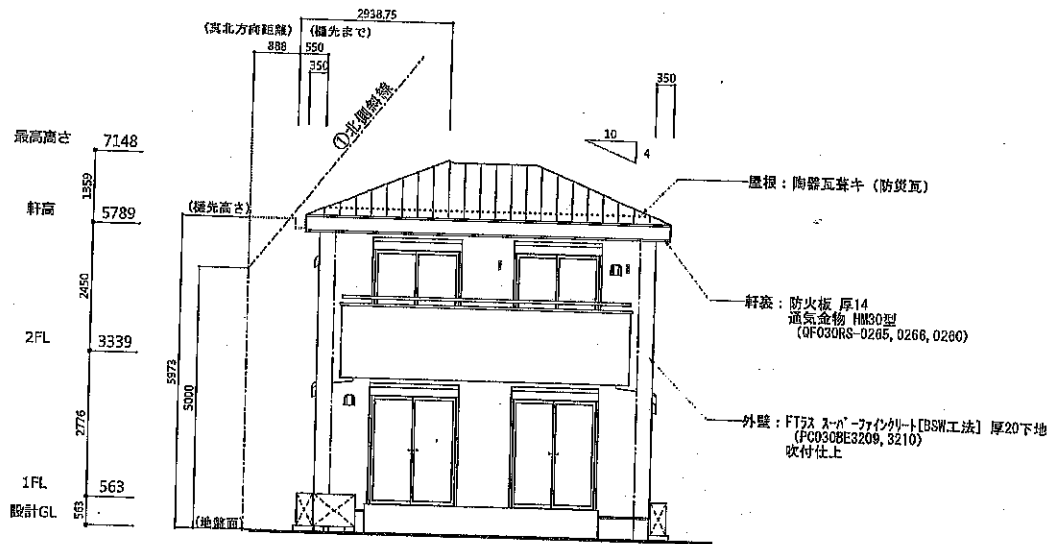 2938.75
(真北方向距離)
(樋先まで)
888
550
350
350
①北側斜線
10
4
最高高さ
7148
1359
軒高
5789
(樋先高さ)
2450
2FL
3339
5973
5000
2776
1FL
563
設計GL
563
(地盤面)
屋根：陶器瓦葺キ (防災瓦)
軒裏：防火板 厚14
通気金物 HM30型
(QF030RS-0265, 0266, 0260)
外壁：FTラス スーパーファインクリート[BSW工法] 厚20下地
(PC030BE3209, 3210)
吹付仕上